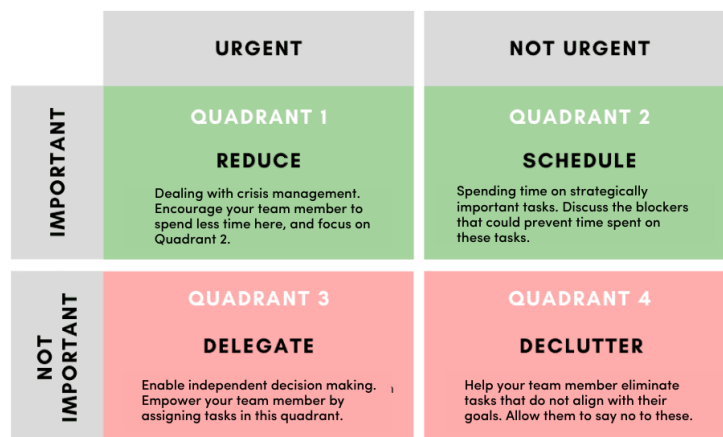 URGENT
NOT URGENT
IMPORTANT
QUADRANT 1
REDUCE
Dealing with crisis management.
Encourage your team member to
spend less time here, and focus on
Quadrant 2.
QUADRANT 2
SCHEDULE
Spending time on strategically
important tasks. Discuss the blockers
that could prevent time spent on
these tasks.
NOT
IMPORTANT
QUADRANT 3
DELEGATE
Enable independent decision making.
Empower your team member by
assigning tasks in this quadrant.
QUADRANT 4
DECLUTTER
Help your team member eliminate
tasks that do not align with their
goals. Allow them to say no to these.